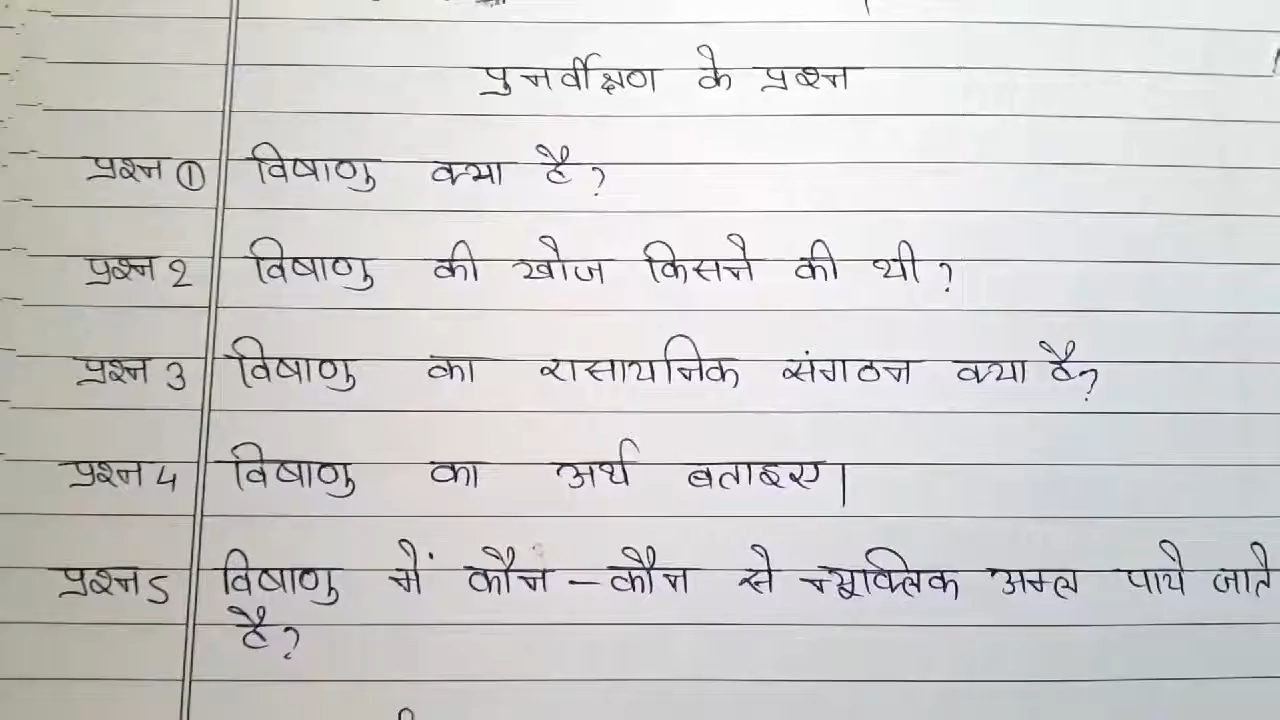 पुनर्वीक्षण के प्रश्न
प्रश्न ① विषाणु क्या है?
प्रश्न 2 विषाणु की खोज किसने की थी?
प्रश्न 3 विषाणु का रासायनिक संगठन क्या है?
प्रश्न 4 विषाणु का अर्थ बताइए।
प्रश्न 5 विषाणु में कौन - कौन से न्यूक्लिक अम्ल पाये जाते
है?